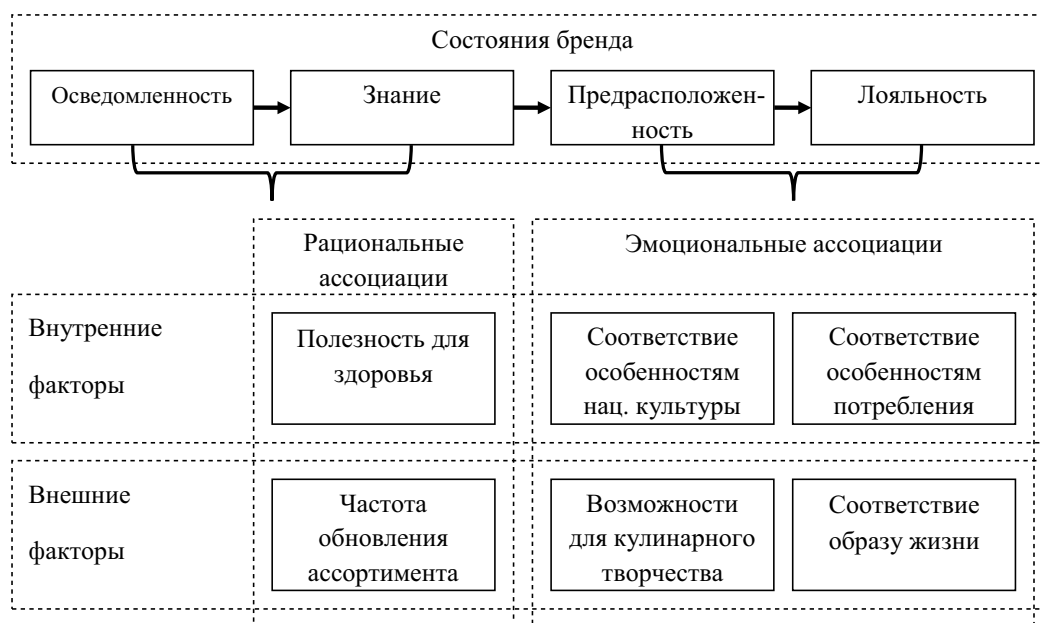 Состояния бренда
Осведомленность
Знание
Предрасположен-
ность
Лояльность
Рациональные
ассоциации
Эмоциональные ассоциации
Внутренние
факторы
Полезность для
здоровья
Соответствие
особенностям
нац. культуры
Соответствие
особенностям
потребления
Внешние
факторы
Частота
обновления
ассортимента
Возможности
для кулинарного
творчества
Соответствие
образу жизни